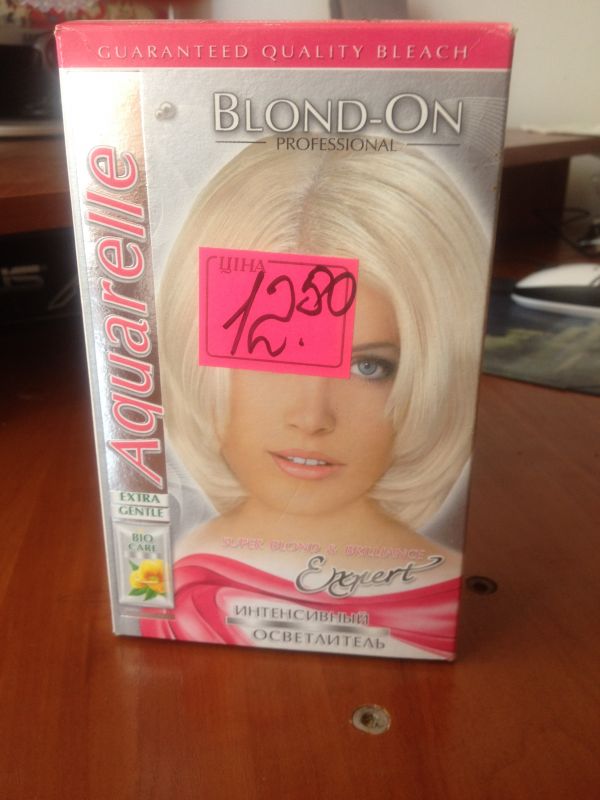 GUARANTEED QUALITY BLEACH
BLOND-ON
PROFESSIONAL
Aquarelle
ЦІНА
12.50
EXTRA
GENTLE
BIO
CARE
SUPER BLOND & BRILLIANCE
Expert
ИНТЕНСИВНЫЙ
ОСВЕТЛИТЕЛЬ